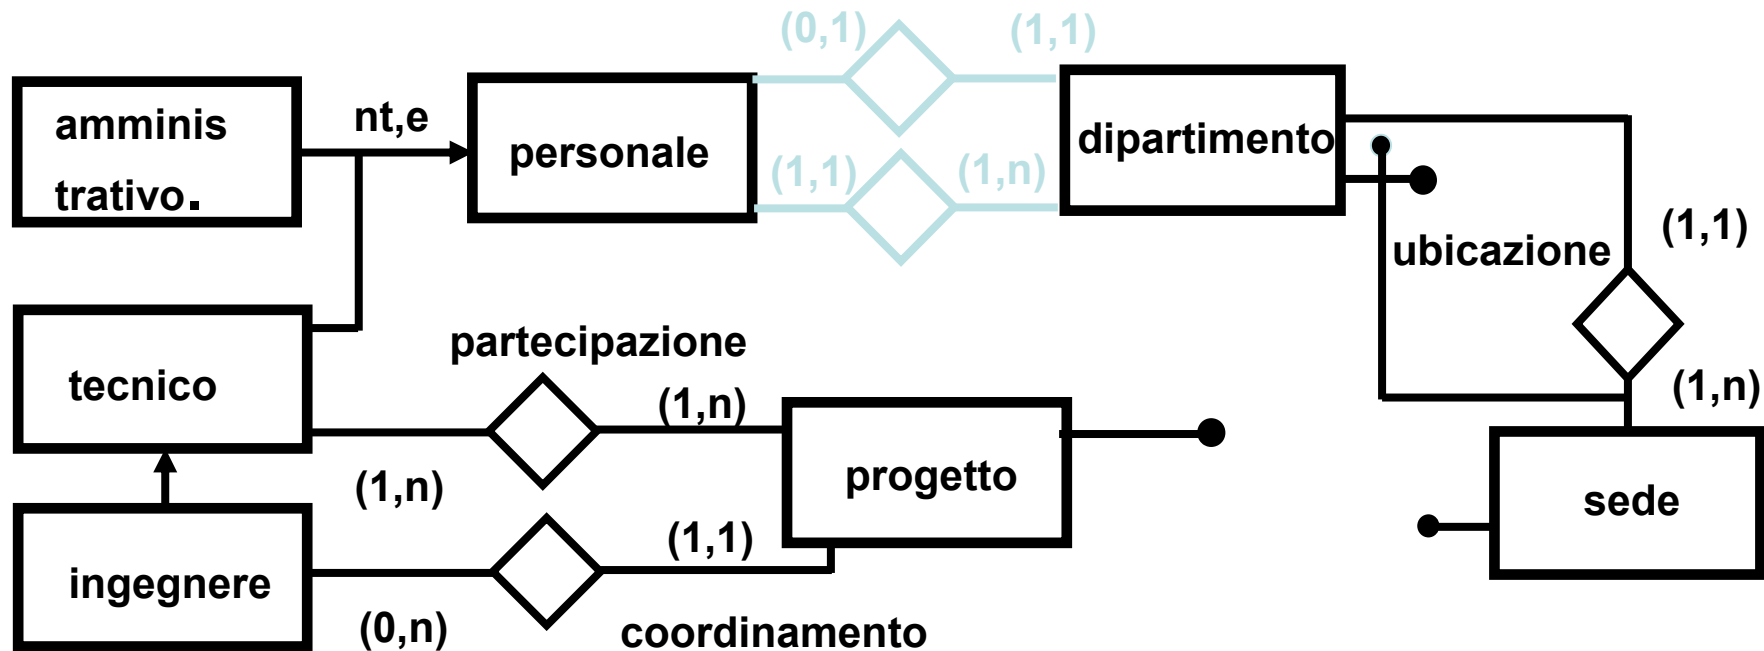 (0,1)
(1,1)
amminis
trativo.
nt,e
personale
(1,1)
(1,n)
dipartimento
ubicazione
(1,1)
(1,n)
tecnico
partecipazione
(1,n)
(1,n)
progetto
sede
ingegnere
(1,1)
(0,n)
coordinamento